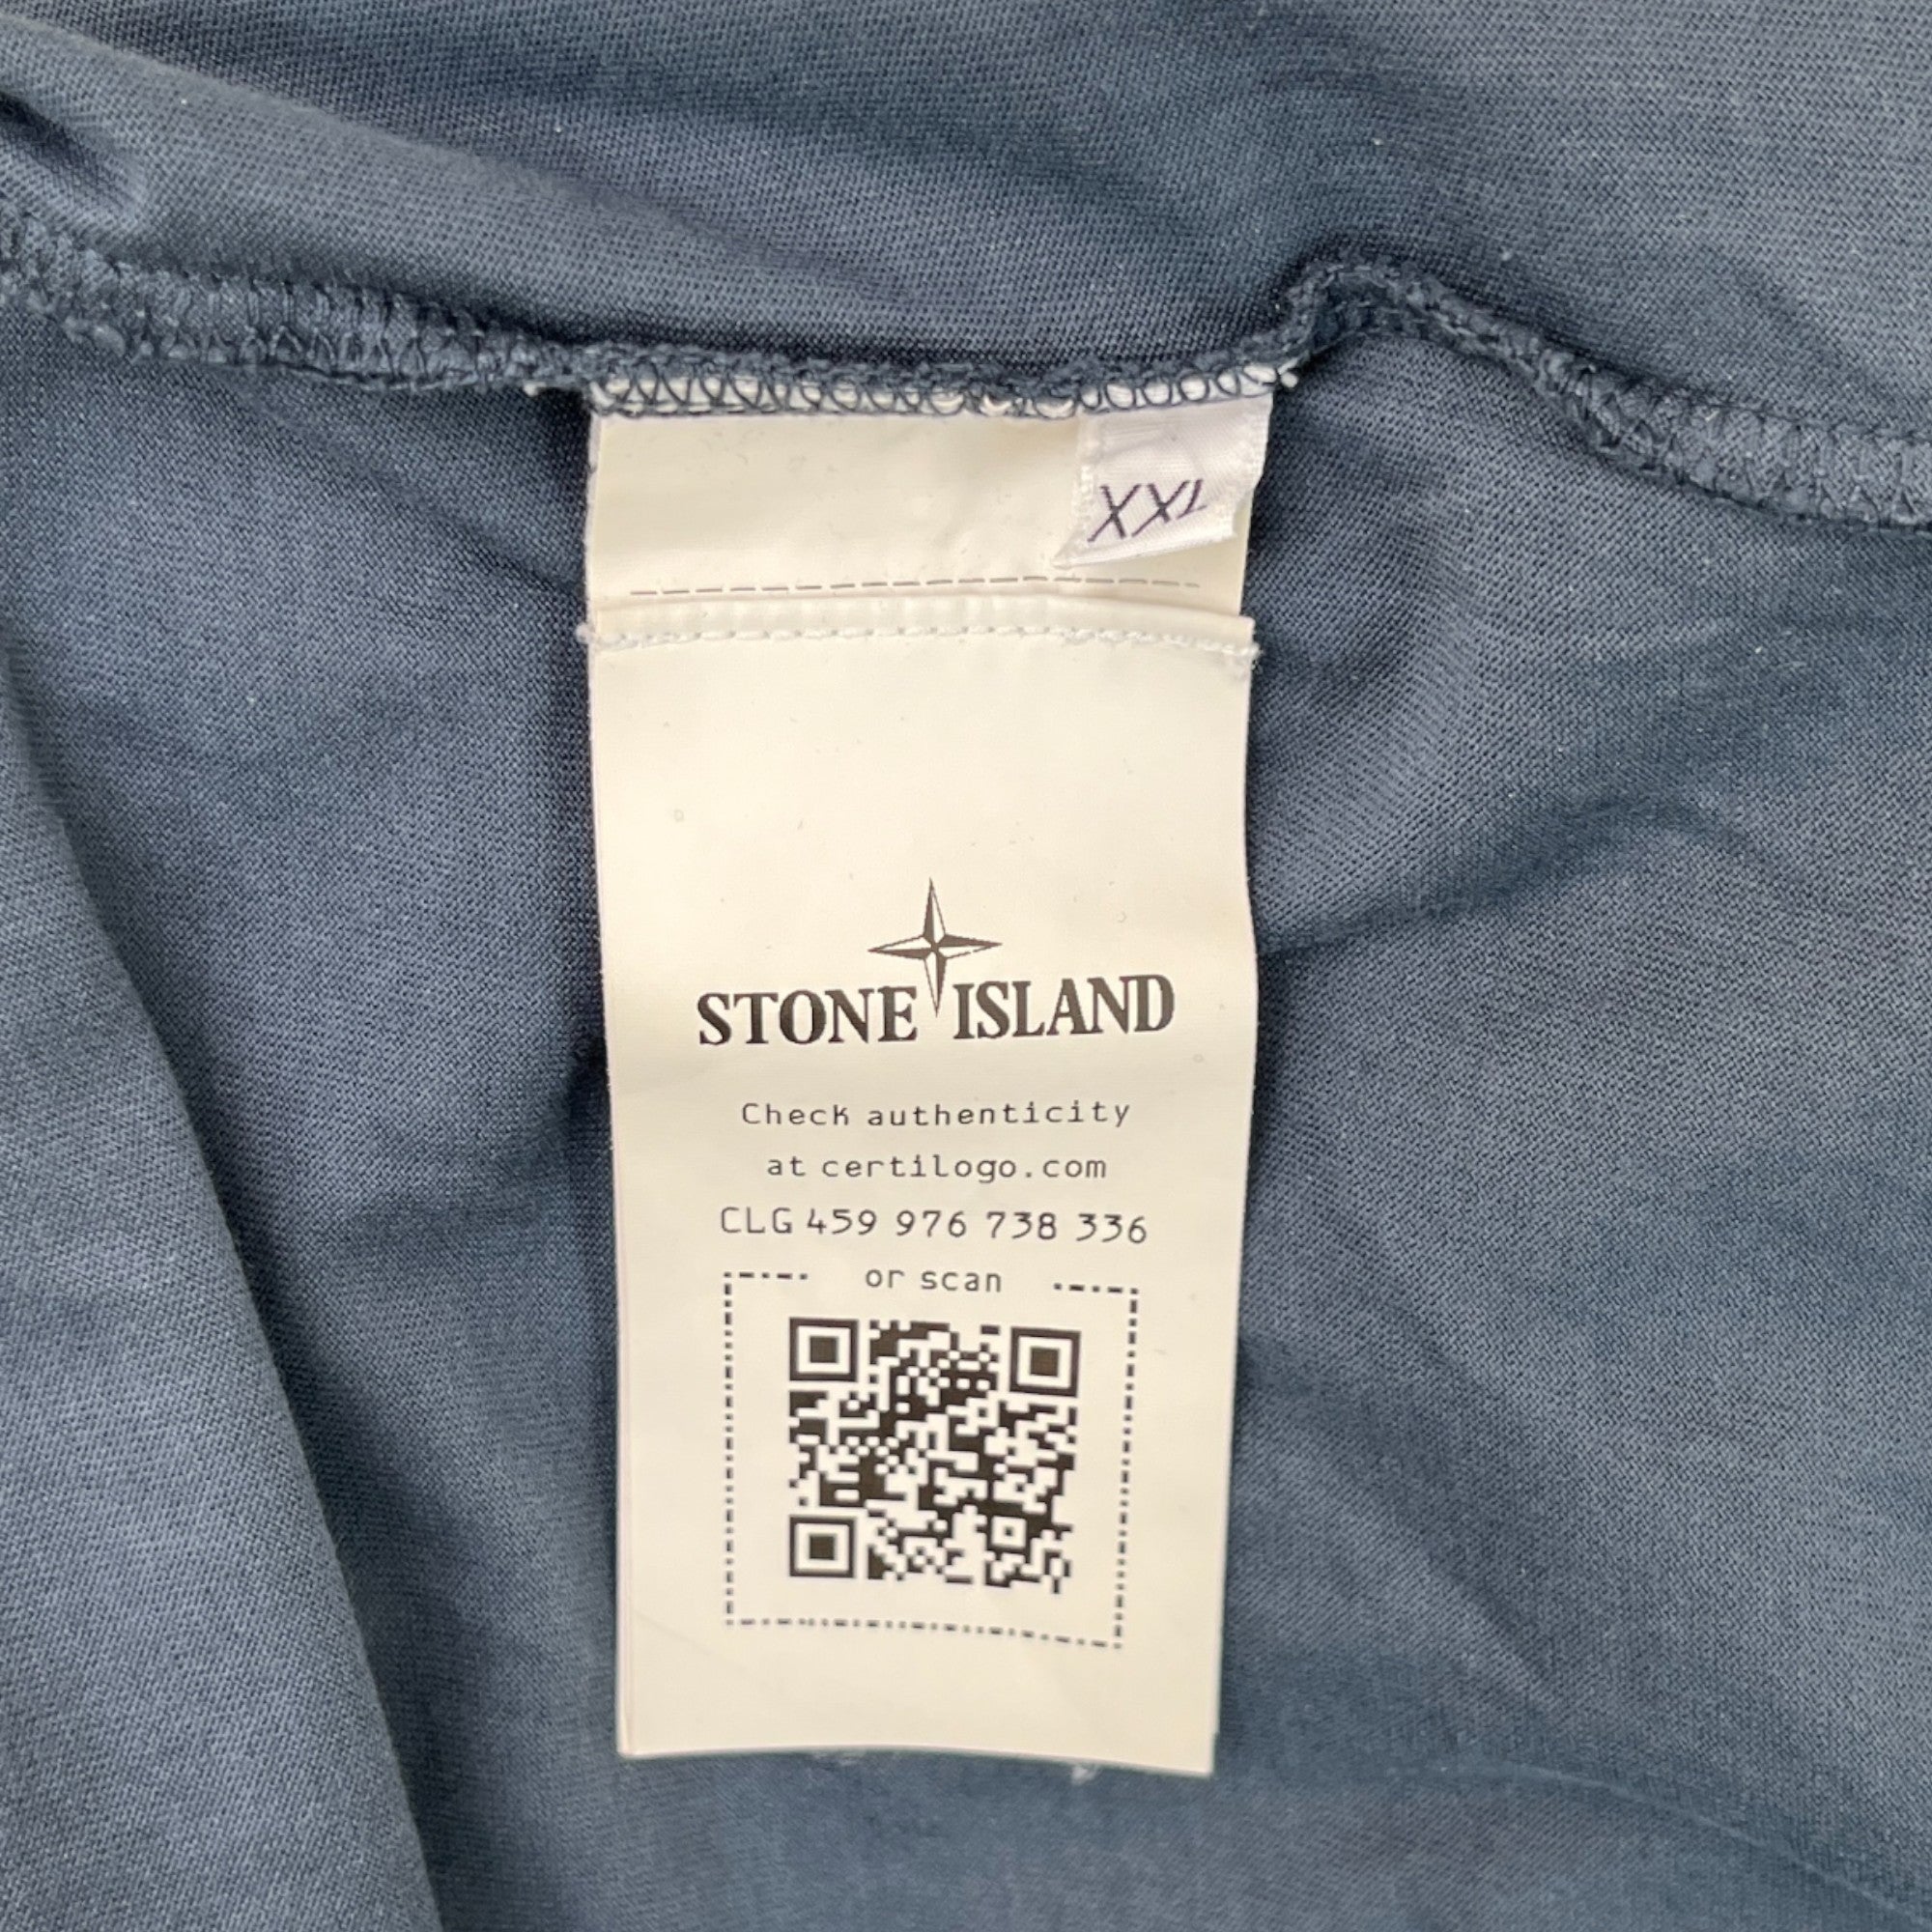 XXL
STONE ISLAND
Check authenticity
at certilogo.com
CLG 459 976 738 336
or scan